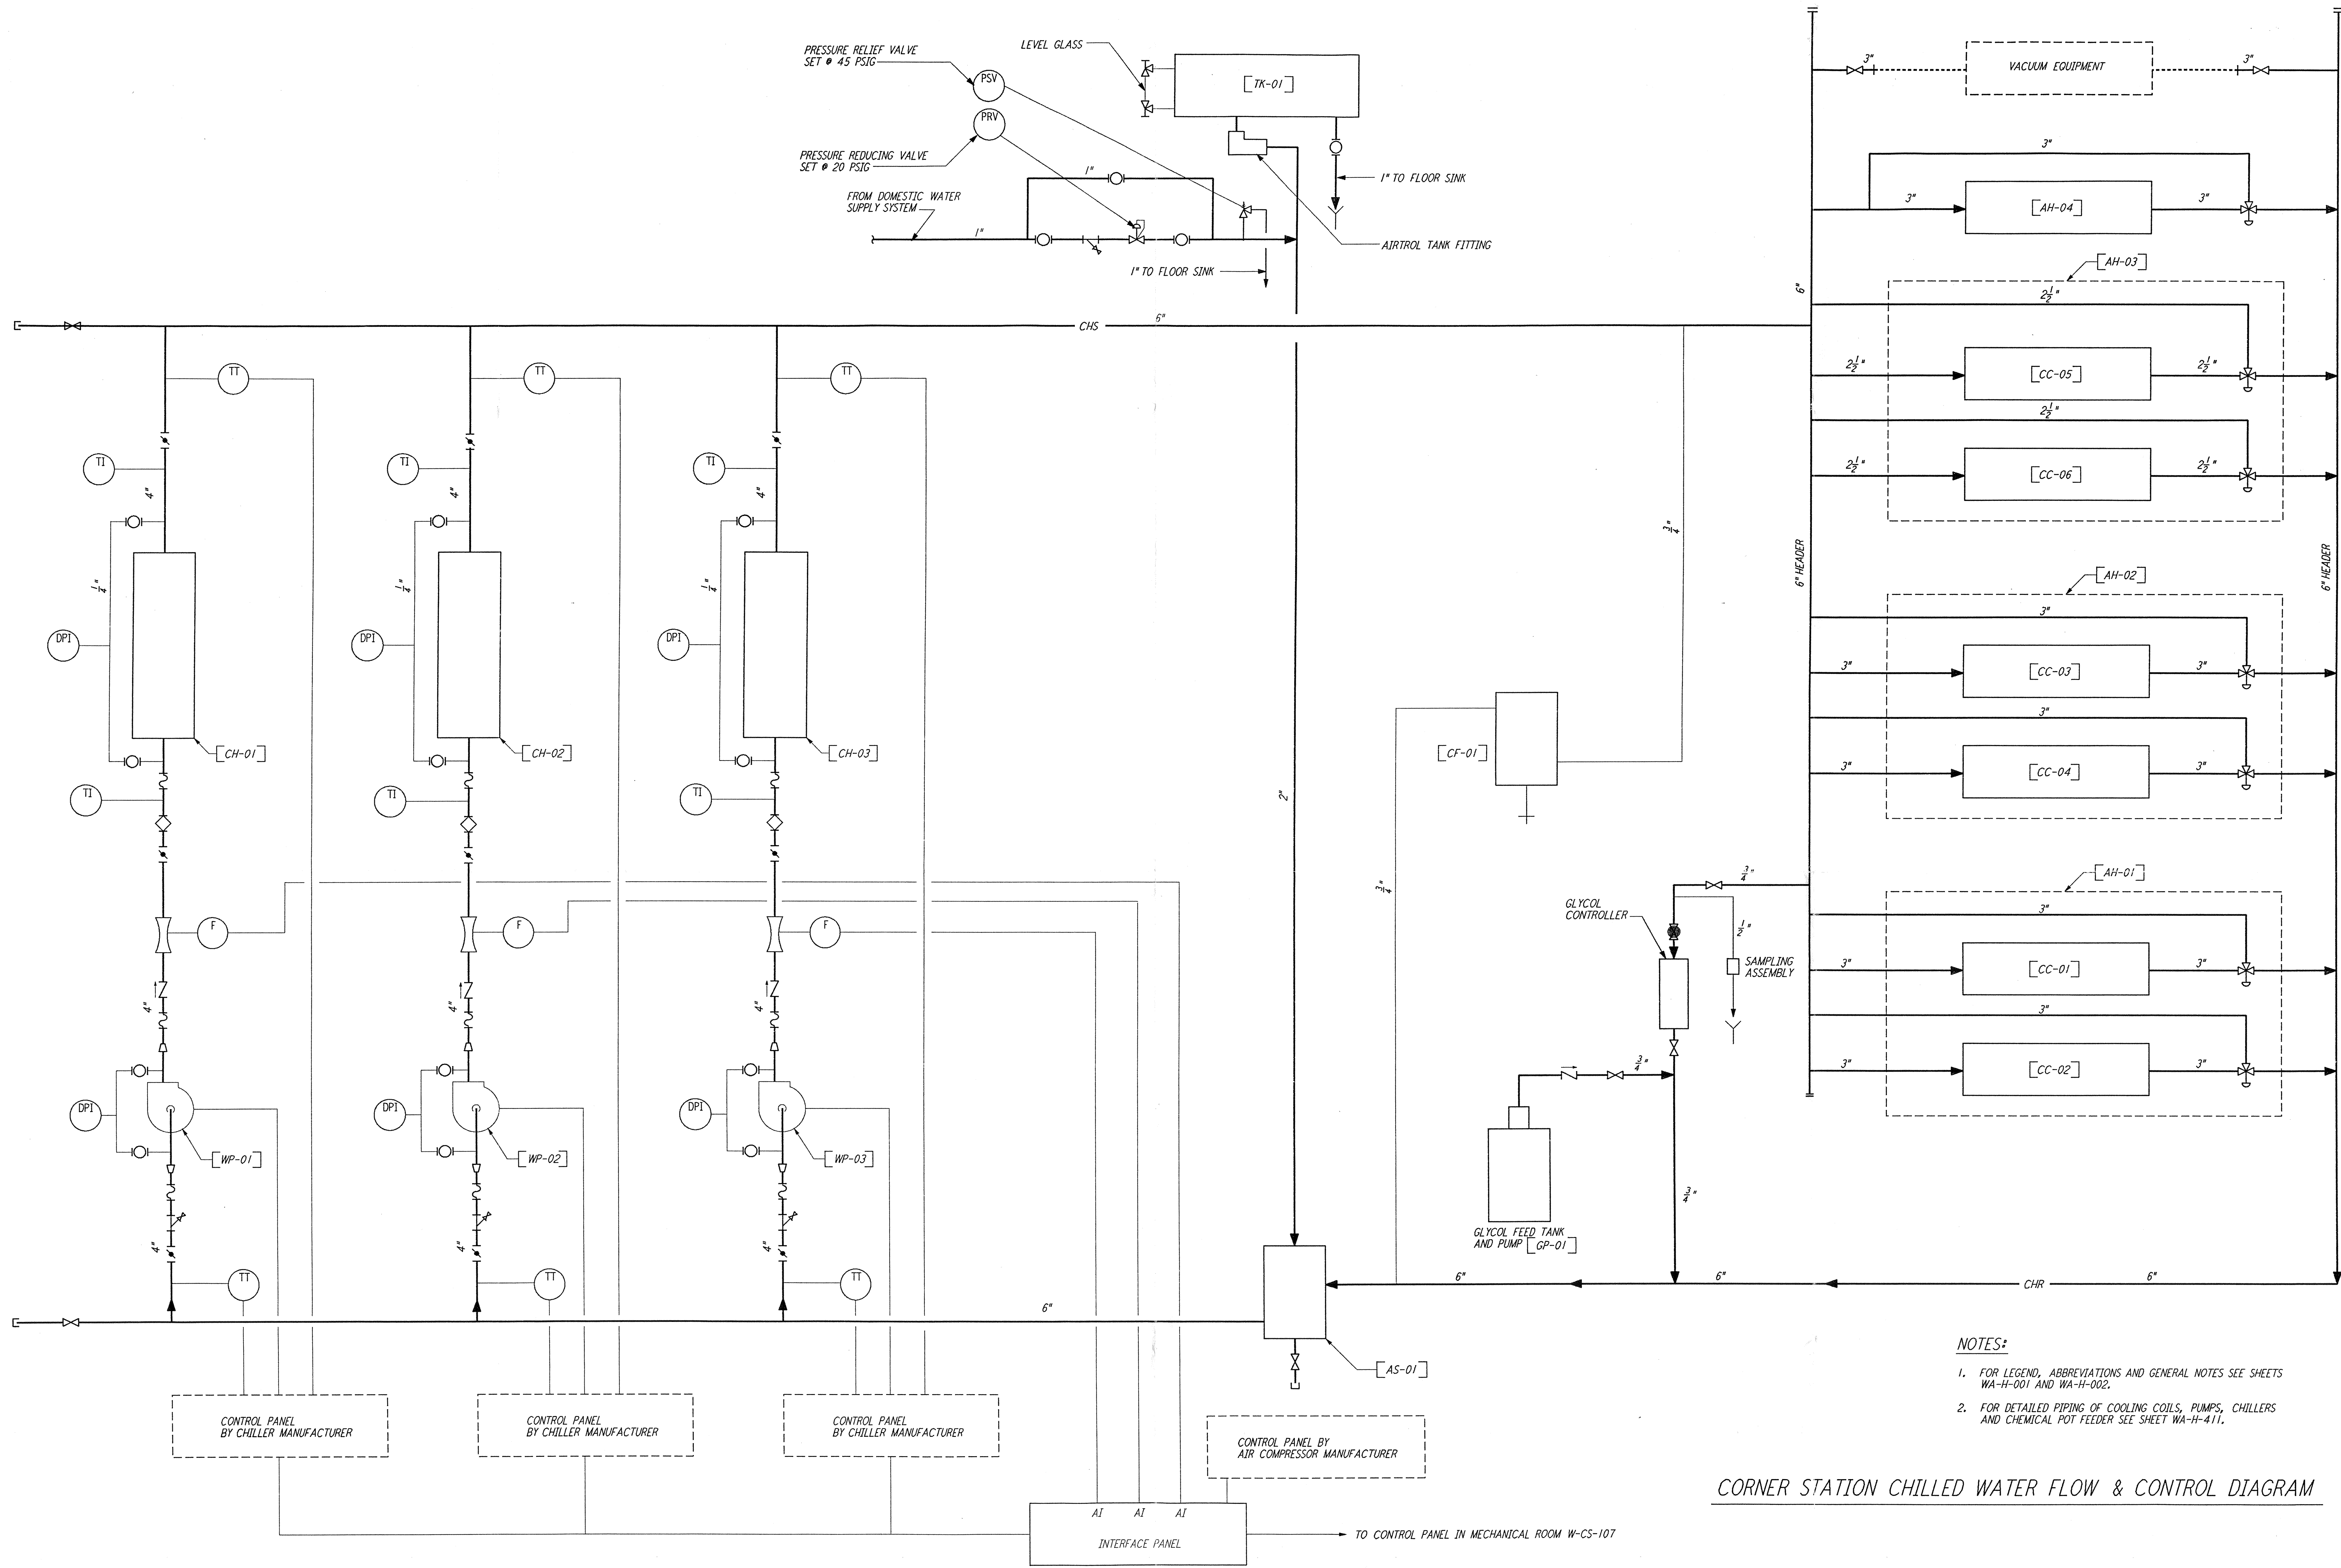 PRESSURE RELIEF VALVE
SET @ 45 PSIG
PSV
LEVEL GLASS
[TK-01]
PRV
PRESSURE REDUCING VALVE
SET @ 20 PSIG
FROM DOMESTIC WATER
SUPPLY SYSTEM
1"
1"
1" TO FLOOR SINK
1" TO FLOOR SINK
AIRTROL TANK FITTING
3"
VACUUM EQUIPMENT
3"
3"
3"
[AH-04]
3"
[AH-03]
6"
2 1/2"
2 1/2"
[CC-05]
2 1/2"
2 1/2"
2 1/2"
[CC-06]
2 1/2"
6" HEADER
6" HEADER
[AH-02]
3"
3"
[CC-03]
3"
3"
3"
[CC-04]
3"
[AH-01]
3"
3"
[CC-01]
3"
3"
3"
[CC-02]
3"
CHS
6"
TT
TT
TT
TI
TI
TI
4"
4"
4"
1/4"
1/4"
1/4"
DPI
DPI
DPI
[CH-01]
[CH-02]
[CH-03]
TI
TI
TI
F
F
F
4"
4"
4"
DPI
DPI
DPI
[WP-01]
[WP-02]
[WP-03]
4"
4"
4"
TT
TT
TT
2"
3/4"
[CF-01]
3/4"
3/4"
GLYCOL
CONTROLLER
1/2"
SAMPLING
ASSEMBLY
3/4"
3/4"
GLYCOL FEED TANK
AND PUMP [GP-01]
6"
6"
6"
CHR
6"
[AS-01]
CONTROL PANEL
BY CHILLER MANUFACTURER
CONTROL PANEL
BY CHILLER MANUFACTURER
CONTROL PANEL
BY CHILLER MANUFACTURER
CONTROL PANEL BY
AIR COMPRESSOR MANUFACTURER
AI AI AI
INTERFACE PANEL
TO CONTROL PANEL IN MECHANICAL ROOM W-CS-107
NOTES:
1. FOR LEGEND, ABBREVIATIONS AND GENERAL NOTES SEE SHEETS
WA-H-001 AND WA-H-002.
2. FOR DETAILED PIPING OF COOLING COILS, PUMPS, CHILLERS
AND CHEMICAL POT FEEDER SEE SHEET WA-H-411.
CORNER STATION CHILLED WATER FLOW & CONTROL DIAGRAM